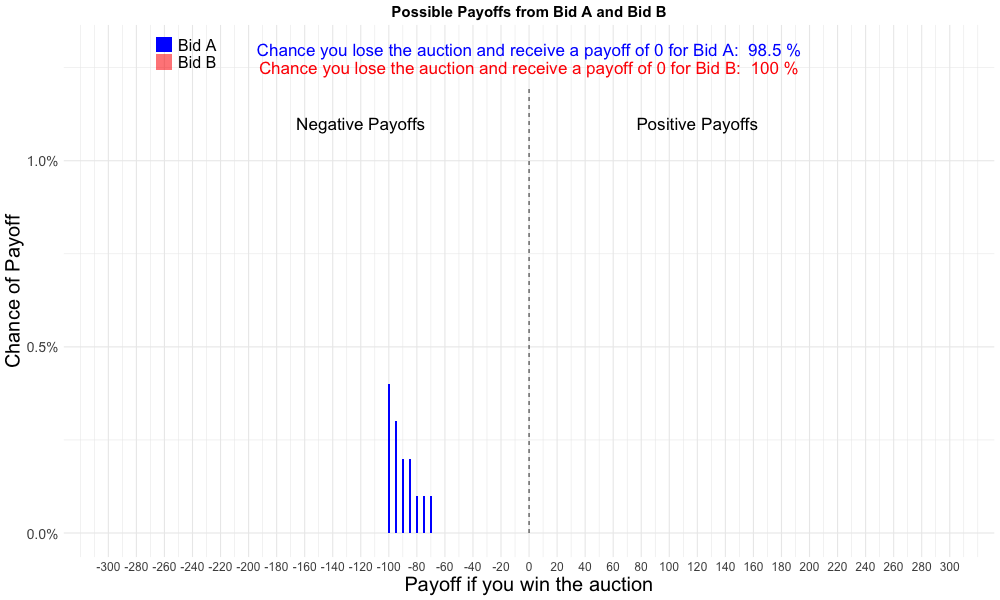 Possible Payoffs from Bid A and Bid B
Bid A
Bid B
Chance you lose the auction and receive a payoff of 0 for Bid A:  98.5 %
Chance you lose the auction and receive a payoff of 0 for Bid B:  100 %
Negative Payoffs
Positive Payoffs
Chance of Payoff
1.0%
0.5%
0.0%
-300 -280 -260 -240 -220 -200 -180 -160 -140 -120 -100 -80 -60 -40 -20 0 20 40 60 80 100 120 140 160 180 200 220 240 260 280 300
Payoff if you win the auction